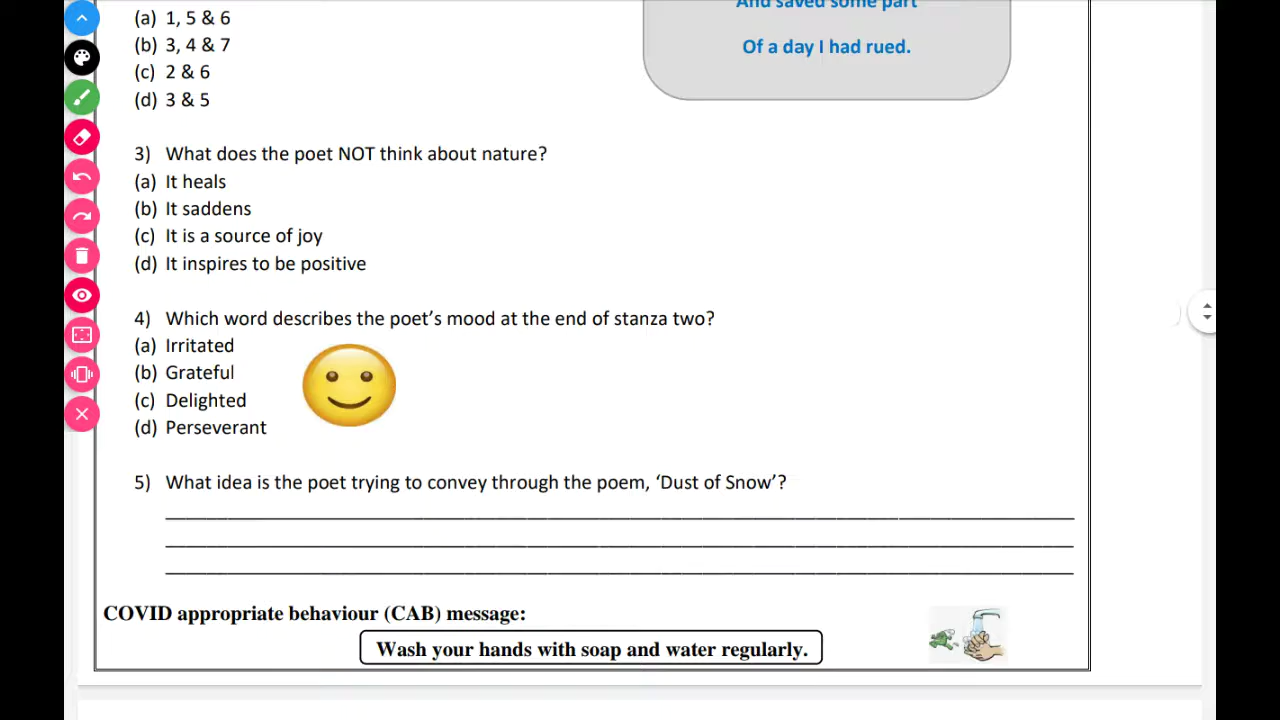 (a) 1, 5 & 6
(b) 3, 4 & 7
(c) 2 & 6
(d) 3 & 5
And saved some part
Of a day I had rued.
3) What does the poet NOT think about nature?
(a) It heals
(b) It saddens
(c) It is a source of joy
(d) It inspires to be positive
4) Which word describes the poet’s mood at the end of stanza two?
(a) Irritated
(b) Grateful
(c) Delighted
(d) Perseverant
5) What idea is the poet trying to convey through the poem, ‘Dust of Snow’?
COVID appropriate behaviour (CAB) message:
Wash your hands with soap and water regularly.